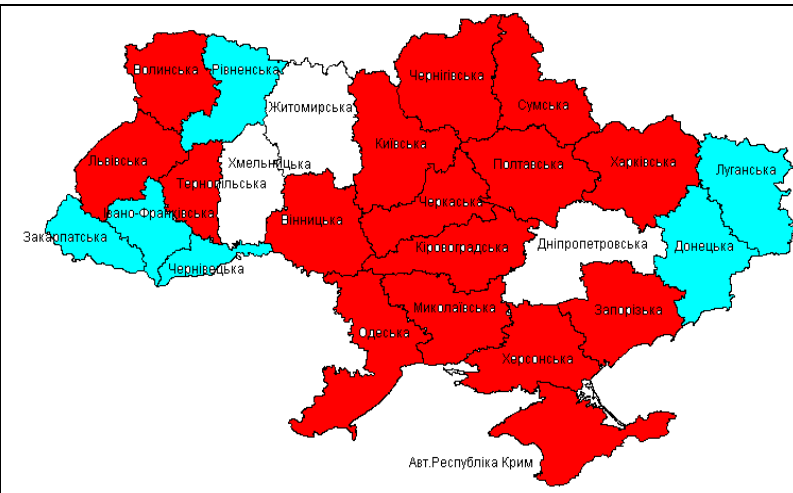 Волинська
Рівненська
Житомирська
Чернігівська
Сумська
Київська
Львівська
Тернопільська
Хмельницька
Полтавська
Харківська
Луганська
Івано-Франківська
Вінницька
Черкаська
Закарпатська
Чернівецька
Кіровоградська
Дніпропетровська
Донецька
Одеська
Миколаївська
Запорізька
Херсонська
Авт.Республіка Крим